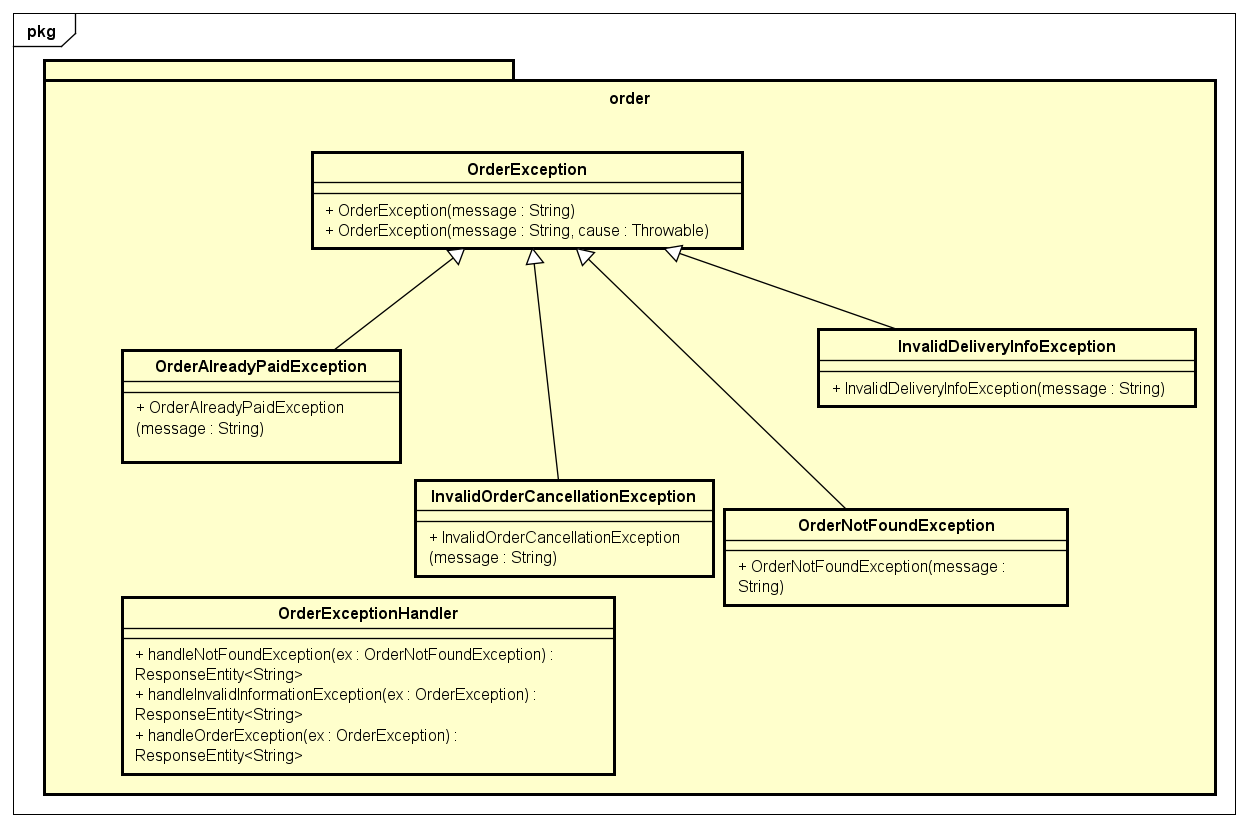 pkg
order
OrderException
+ OrderException(message : String)
+ OrderException(message : String, cause : Throwable)
OrderAlreadyPaidException
+ OrderAlreadyPaidException
(message : String)
InvalidDeliveryInfoException
+ InvalidDeliveryInfoException(message : String)
InvalidOrderCancellationException
+ InvalidOrderCancellationException
(message : String)
OrderNotFoundException
+ OrderNotFoundException(message :
String)
OrderExceptionHandler
+ handleNotFoundException(ex : OrderNotFoundException) :
ResponseEntity<String>
+ handleInvalidInformationException(ex : OrderException) :
ResponseEntity<String>
+ handleOrderException(ex : OrderException) :
ResponseEntity<String>